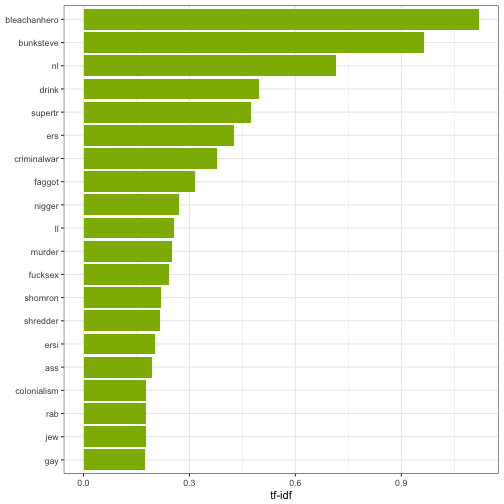 bleachanhero
bunksteve
nl
drink
supertr
ers
criminalwar
faggot
nigger
ll
murder
fucksex
shomron
shredder
ersi
ass
colonialism
rab
jew
gay
0.0 0.3 0.6 0.9
tf-idf